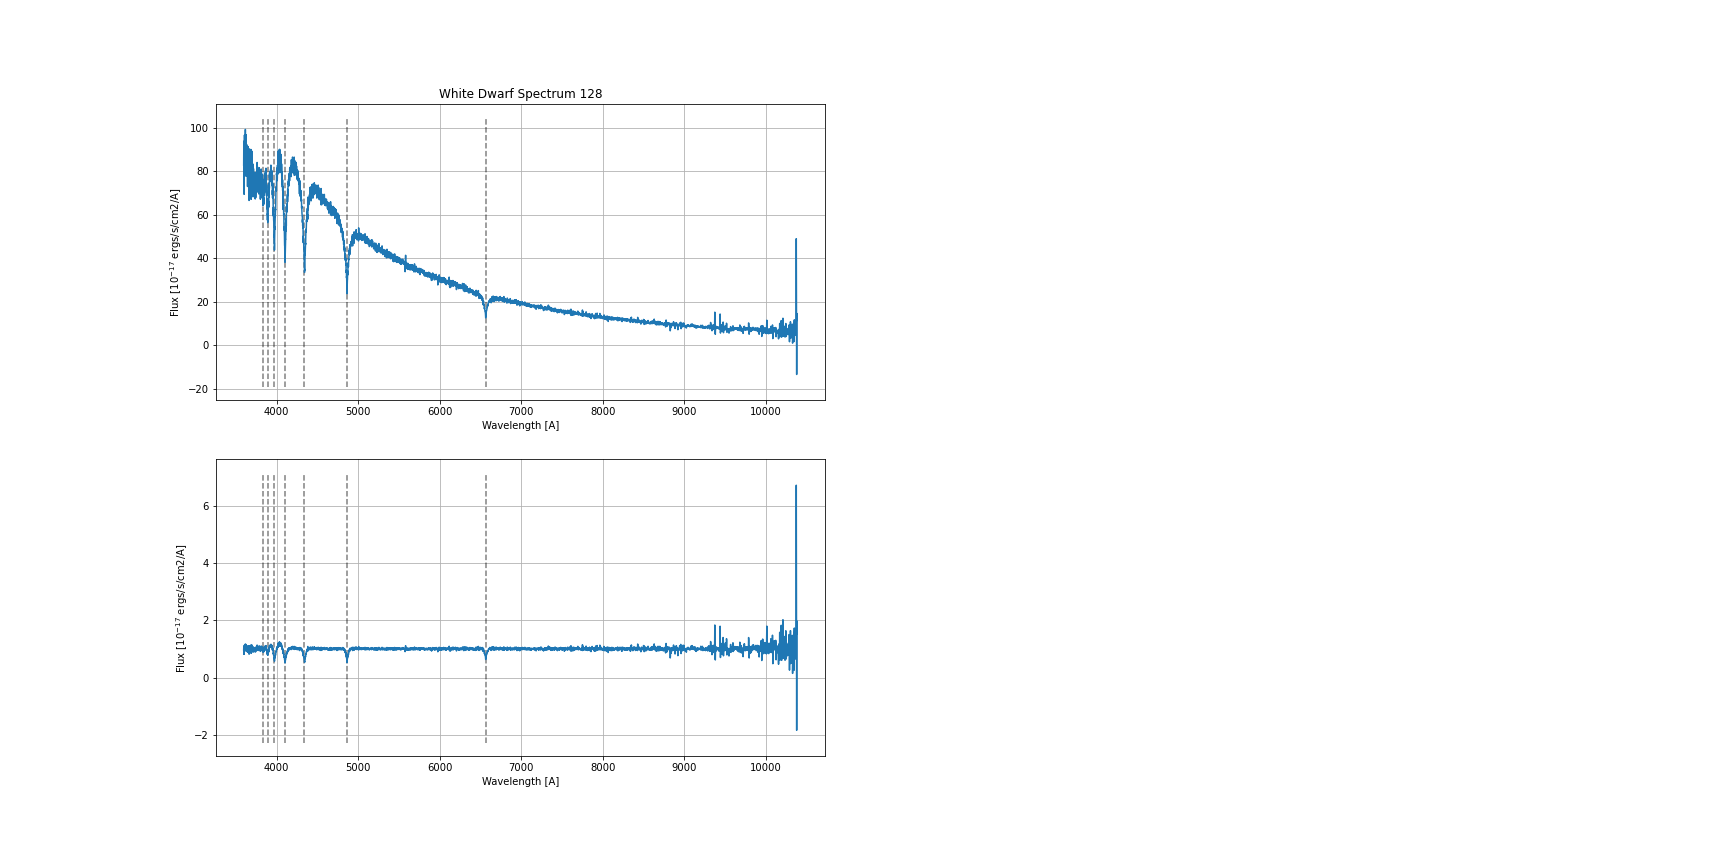 White Dwarf Spectrum 128
Flux [10⁻¹⁷ ergs/s/cm2/A]
100
80
60
40
20
0
−20
4000 5000 6000 7000 8000 9000 10000
Wavelength [A]
Flux [10⁻¹⁷ ergs/s/cm2/A]
6
4
2
0
−2
4000 5000 6000 7000 8000 9000 10000
Wavelength [A]